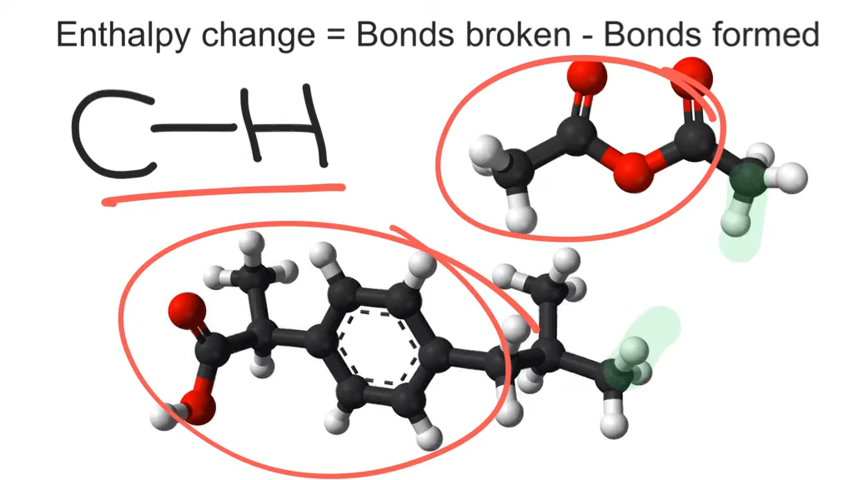 Enthalpy change = Bonds broken - Bonds formed
C—H